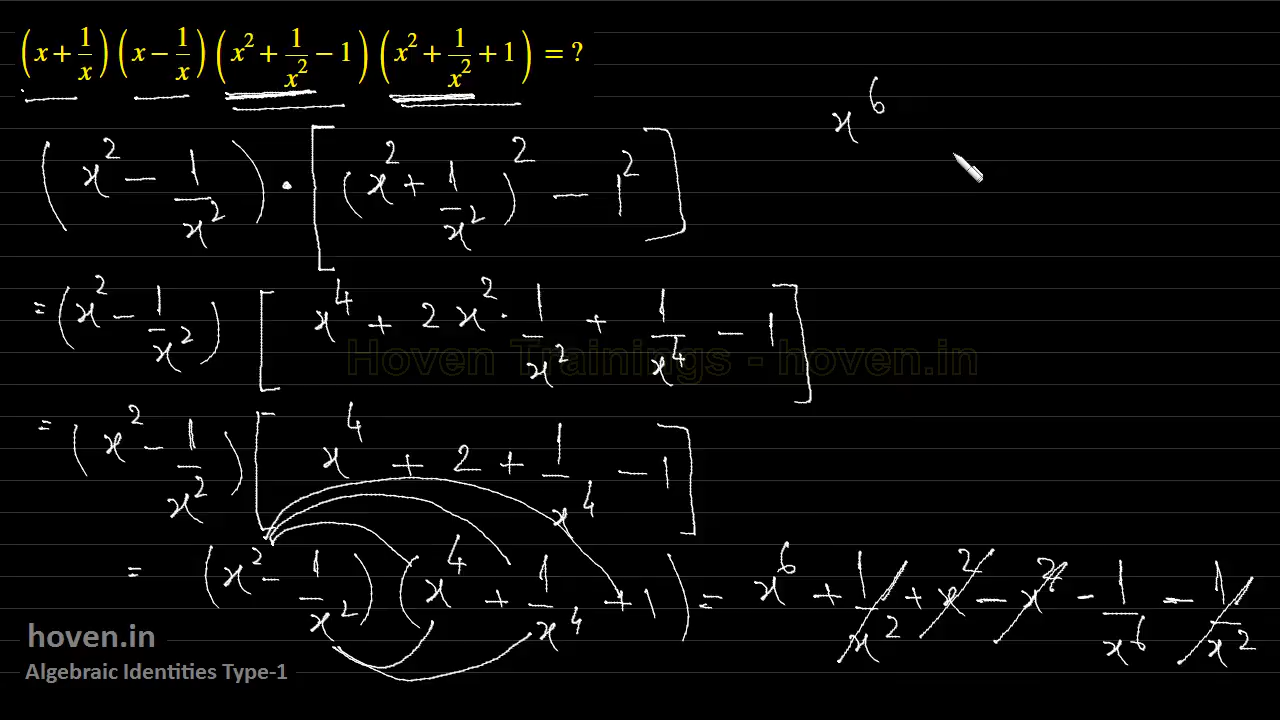 (x + 1/x) (x − 1/x) (x² + 1/x² − 1) (x² + 1/x² + 1) = ?
x⁶
(x² − 1/x²) · [(x² + 1/x²)² − 1²]
= (x² − 1/x²) [x⁴ + 2x² · 1/x² + 1/x⁴ − 1]
Hoven Trainings - hoven.in
= (x² − 1/x²) [x⁴ + 2 + 1/x⁴ − 1]
= (x² − 1/x²) (x⁴ + 1/x⁴ + 1) = x⁶ + 1/x² + x² − x² − 1/x⁶ − 1/x²
hoven.in
Algebraic Identities Type-1